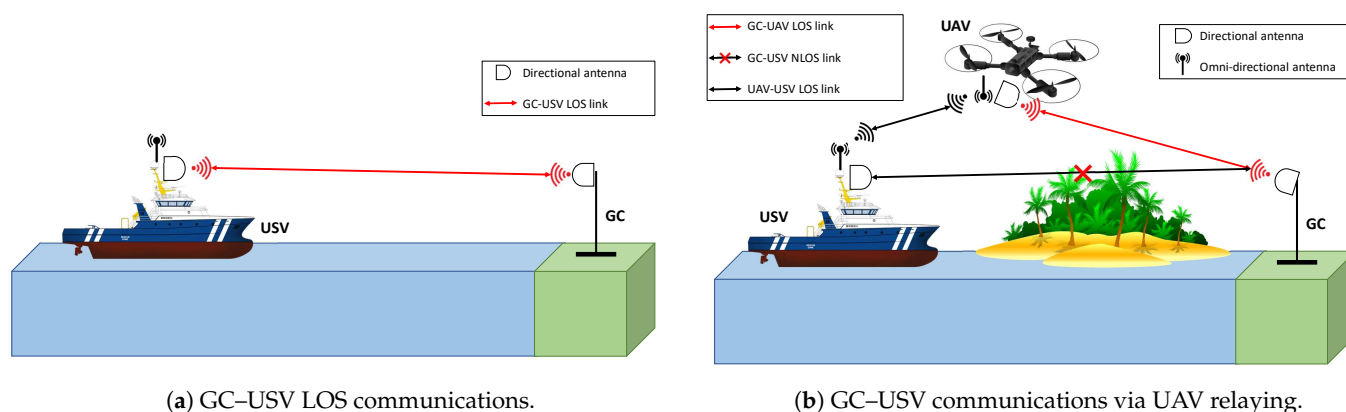 Directional antenna
GC-USV LOS link
USV
GC
(a) GC–USV LOS communications.
GC-UAV LOS link
GC-USV NLOS link
UAV-USV LOS link
UAV
Directional antenna
Omni-directional antenna
USV
GC
(b) GC–USV communications via UAV relaying.